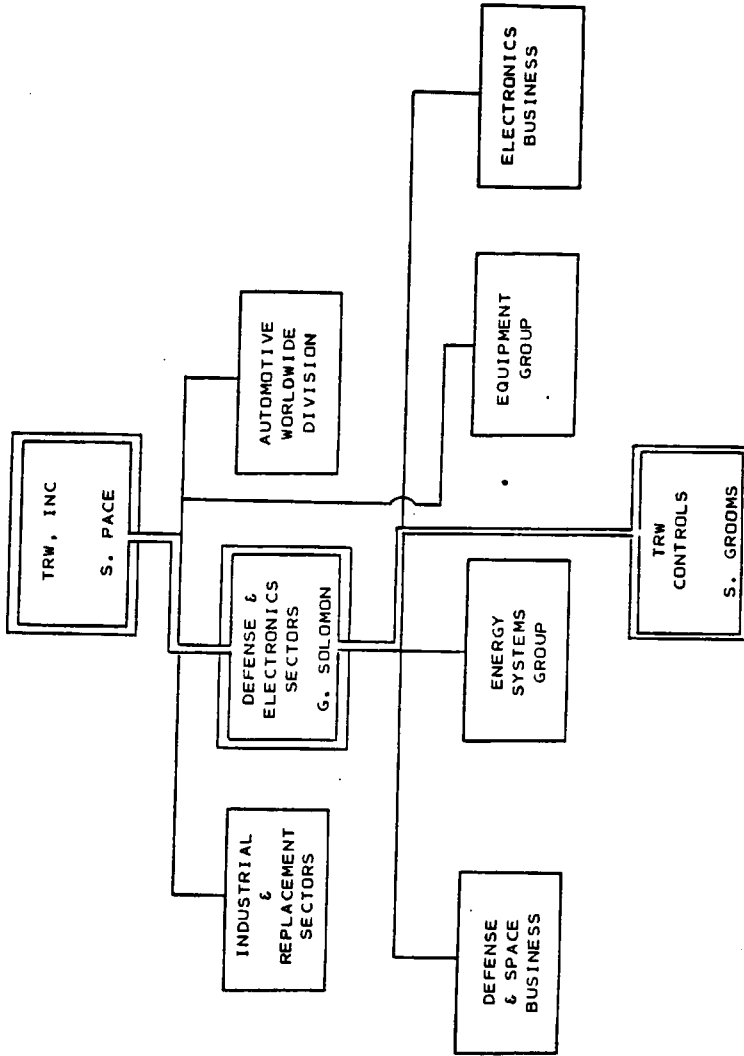 TRW, INC
S. PACE
INDUSTRIAL
&
REPLACEMENT
SECTORS
DEFENSE &
ELECTRONICS
SECTORS
G. SOLOMON
AUTOMOTIVE
WORLDWIDE
DIVISION
DEFENSE
& SPACE
BUSINESS
ENERGY
SYSTEMS
GROUP
EQUIPMENT
GROUP
ELECTRONICS
BUSINESS
TRW
CONTROLS
S. GROOMS